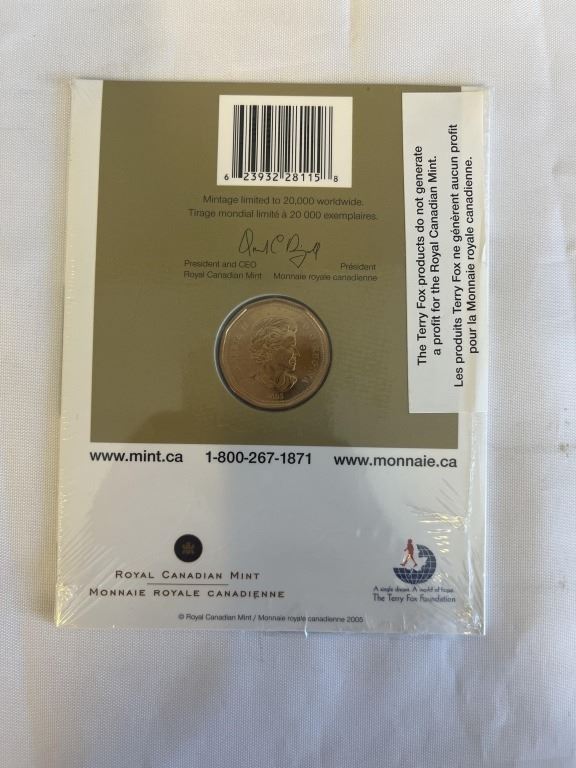 6 23932 28115 8
Mintage limited to 20,000 worldwide.
Tirage mondial limité à 20 000 exemplaires.
President and CEO
Royal Canadian Mint
Président
Monnaie royale canadienne
The Terry Fox products do not generate
a profit for the Royal Canadian Mint.
Les produits Terry Fox ne génèrent aucun profit
pour la Monnaie royale canadienne.
www.mint.ca 1-800-267-1871 www.monnaie.ca
ROYAL CANADIAN MINT
MONNAIE ROYALE CANADIENNE
A single dream. A world of hope.
The Terry Fox Foundation
© Royal Canadian Mint / Monnaie royale canadienne 2005